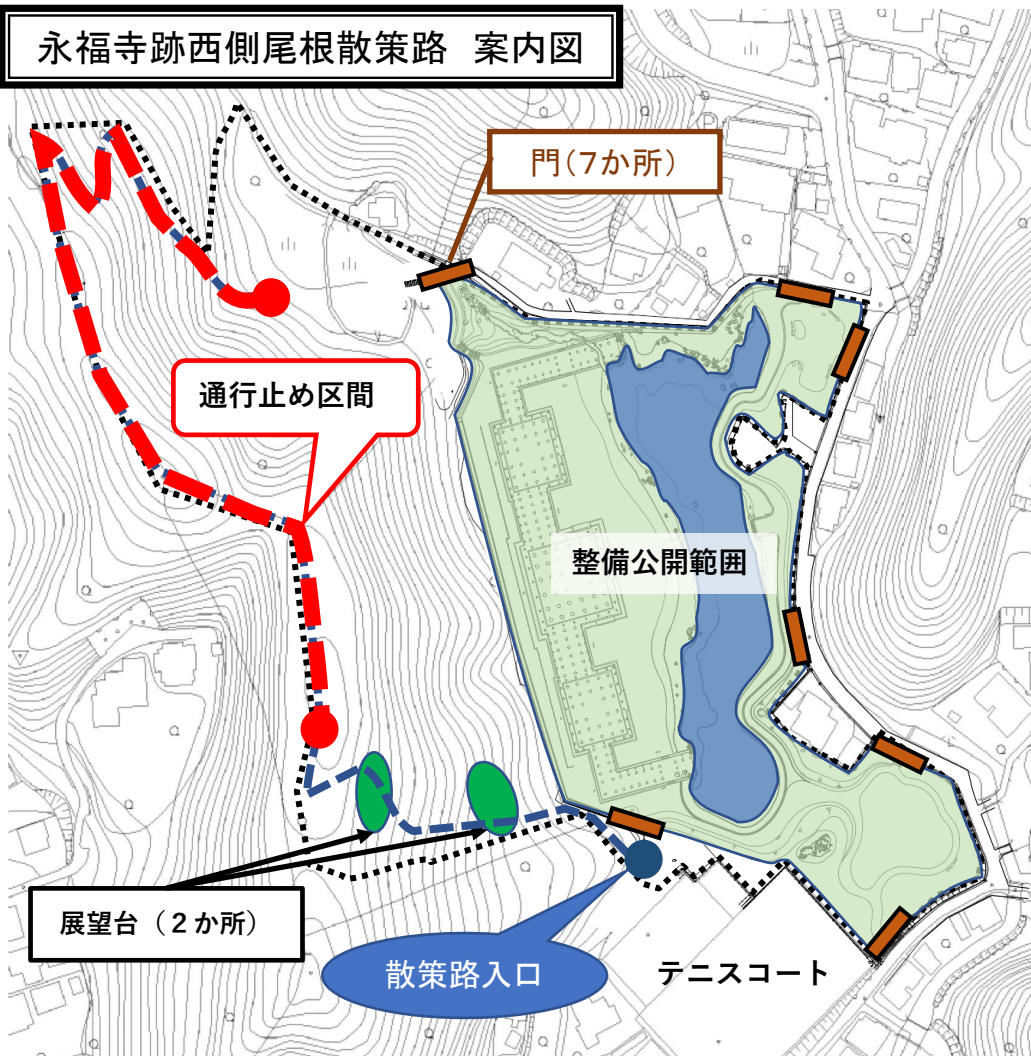 永福寺跡西側尾根散策路 案内図
門(7か所)
通行止め区間
整備公開範囲
展望台（２か所）
散策路入口
テニスコート